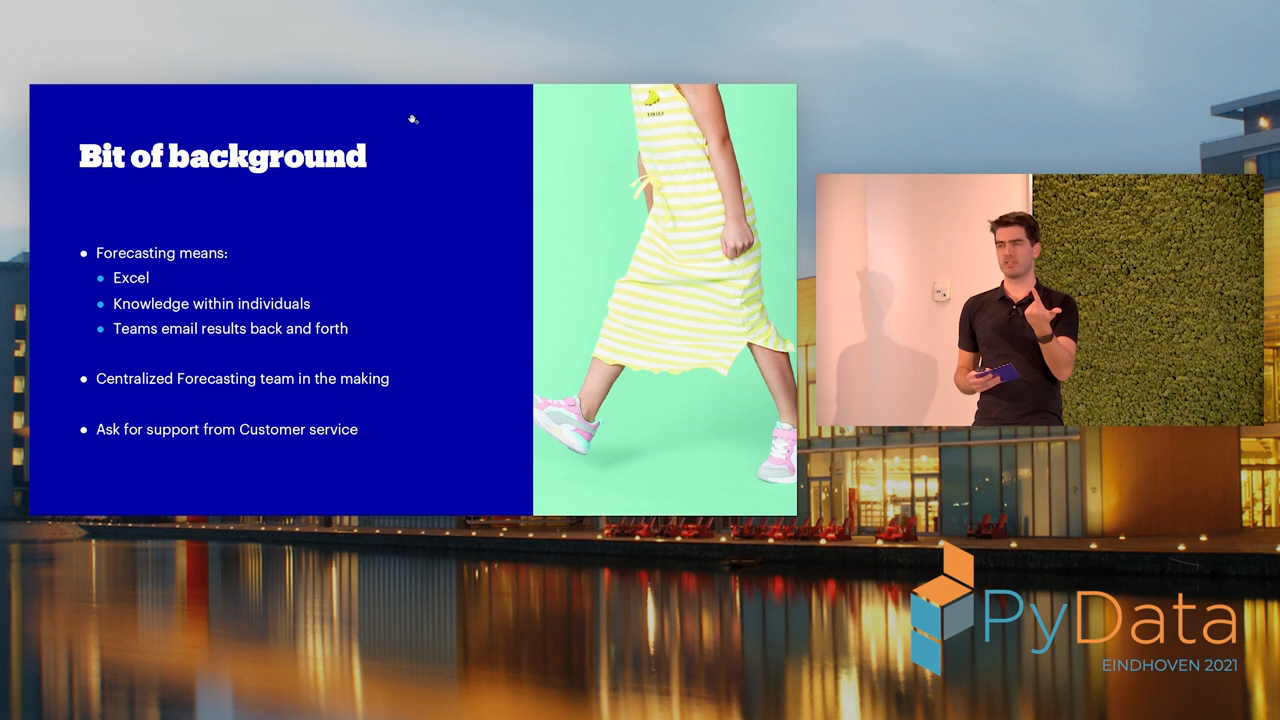 Bit of background
Forecasting means:
Excel
Knowledge within individuals
Teams email results back and forth
Centralized Forecasting team in the making
Ask for support from Customer service
PyData
EINDHOVEN 2021